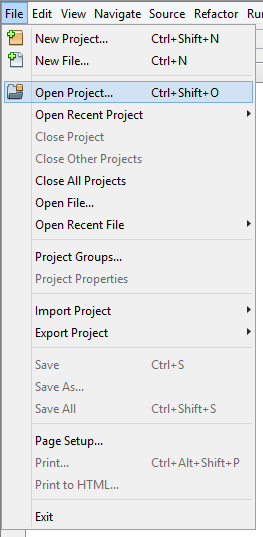 File Edit View Navigate Source Refactor Ru
New Project... Ctrl+Shift+N
New File... Ctrl+N
Open Project... Ctrl+Shift+O
Open Recent Project
Close Project
Close Other Projects
Close All Projects
Open File...
Open Recent File
Project Groups...
Project Properties
Import Project
Export Project
Save Ctrl+S
Save As...
Save All Ctrl+Shift+S
Page Setup...
Print... Ctrl+Alt+Shift+P
Print to HTML...
Exit